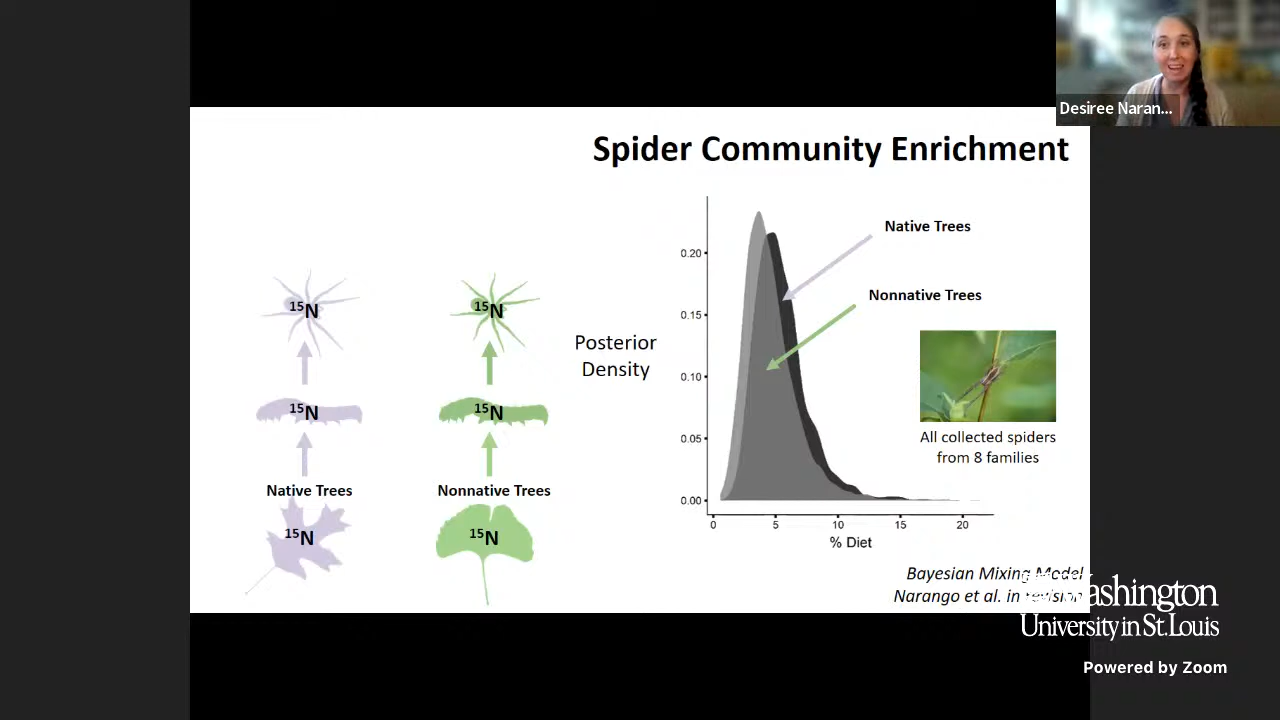 Desiree Naran...
Spider Community Enrichment
15N
15N
15N
15N
Native Trees
Nonnative Trees
15N
15N
Posterior
Density
0.20
0.15
0.10
0.05
0.00
0
5
10
15
20
% Diet
Native Trees
Nonnative Trees
All collected spiders
from 8 families
Bayesian Mixing Model
Narango et al. in
Washington
University in St. Louis
Powered by Zoom